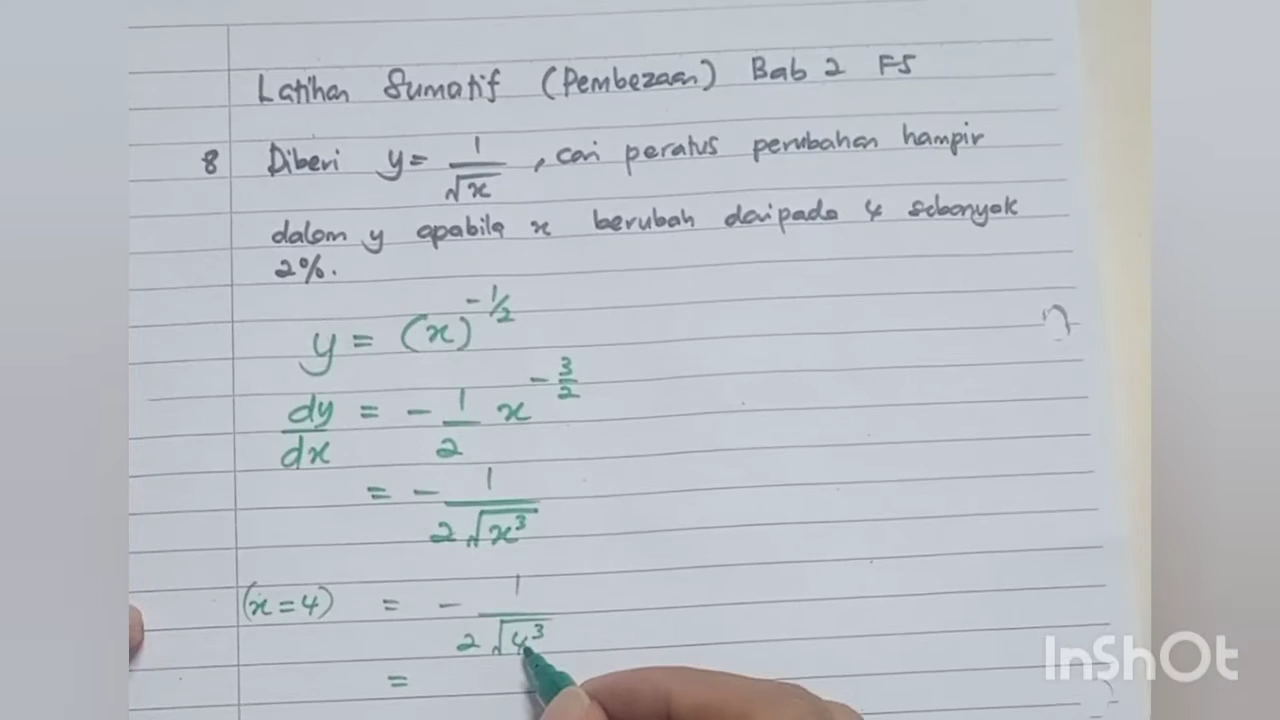 Latihan Sumatif (Pembezaan) Bab 2 F5
8 Diberi y = 1/√x , cari peratus perubahan hampir
dalam y apabila x berubah daripada 4 sebanyak
2%.
y = (x)^-1/2
dy/dx = - 1/2 x^-3/2
= - 1/(2√x³)
(x = 4) = - 1/(2√4³)
=
InShOt